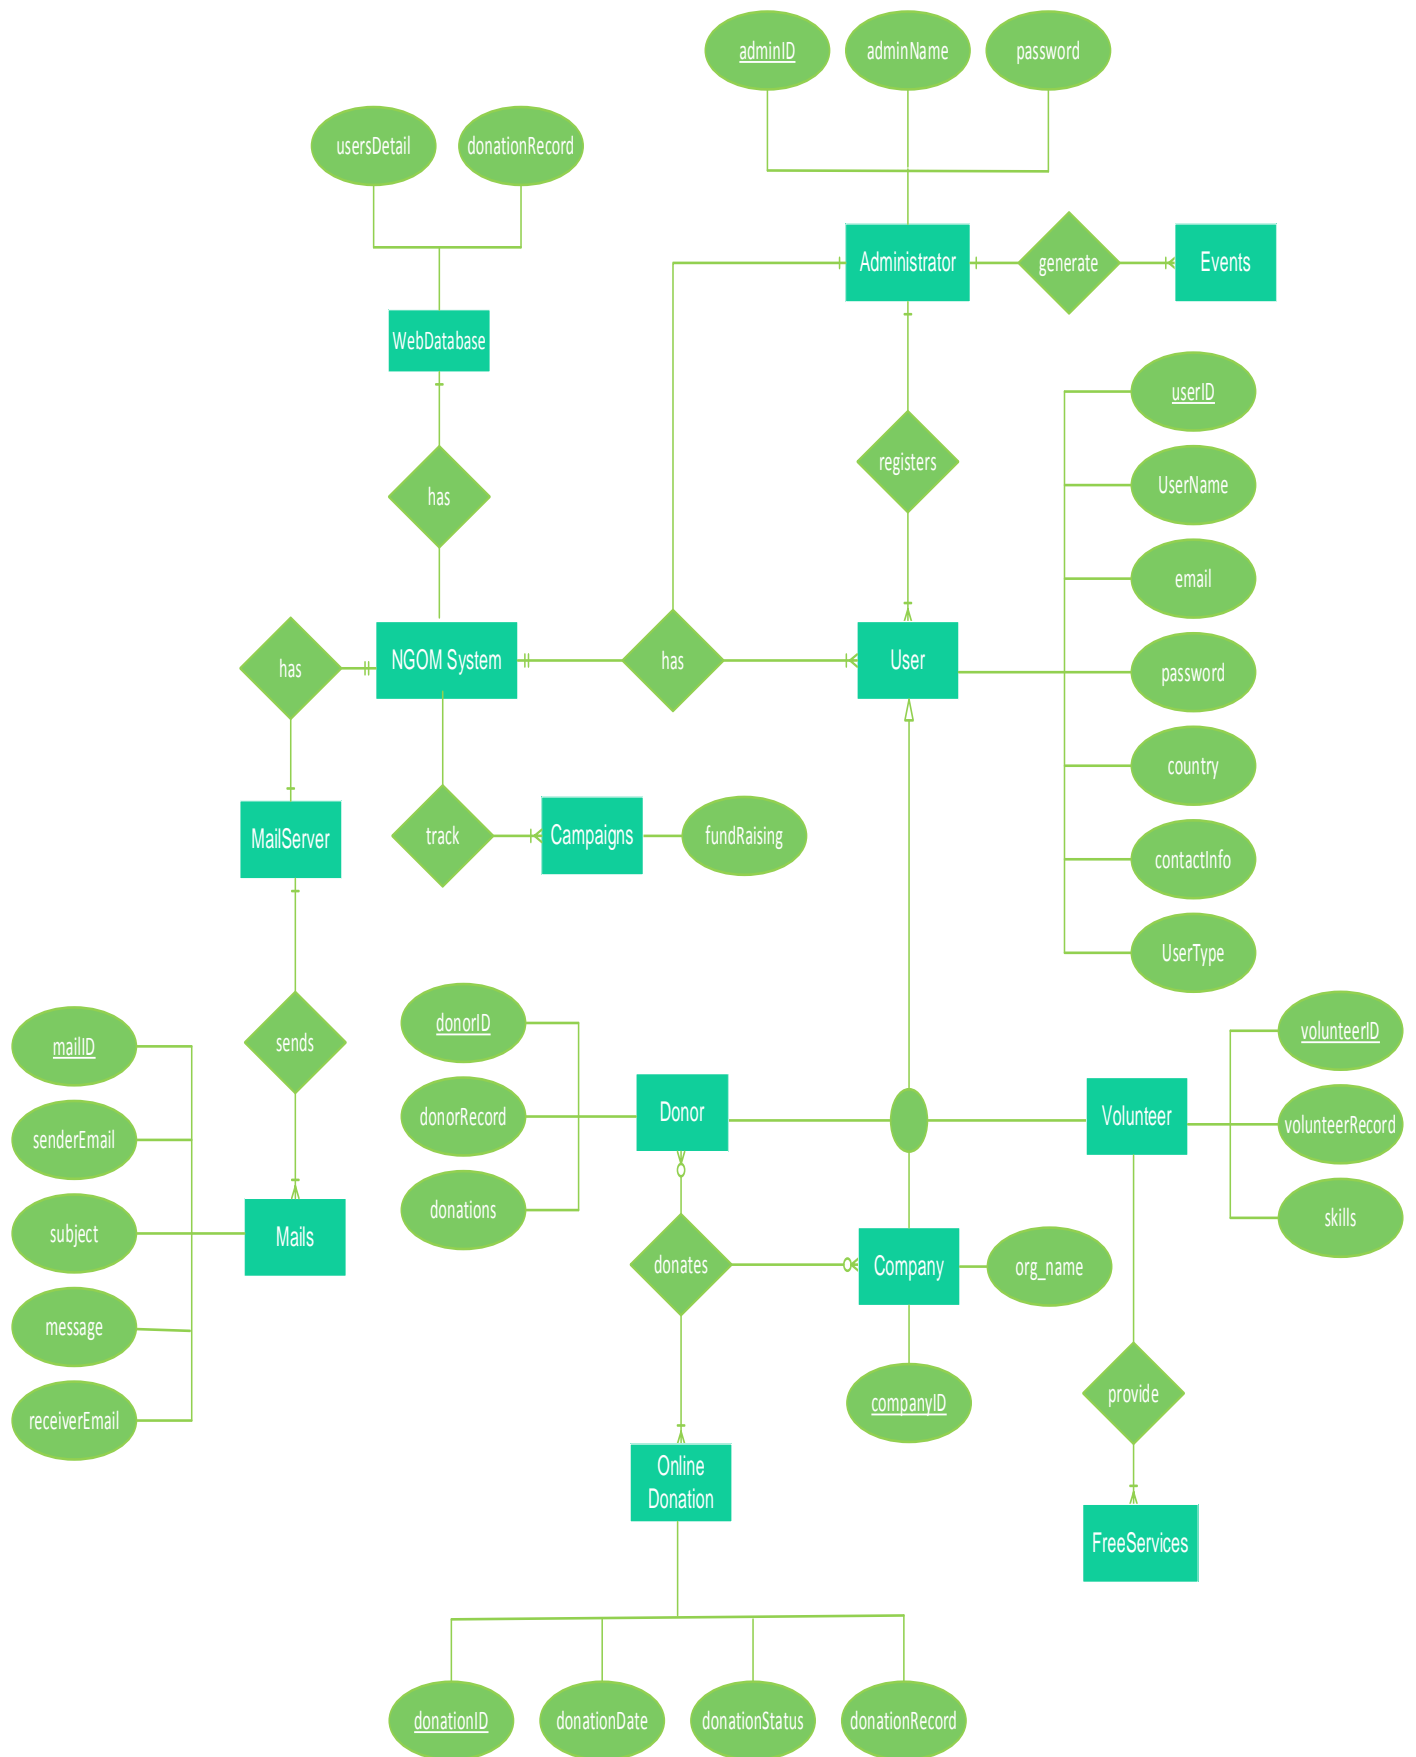 adminID
adminName
password
usersDetail
donationRecord
Administrator
generate
Events
WebDatabase
userID
registers
UserName
has
email
has
NGOM System
has
User
password
country
MailServer
track
Campaigns
fundRaising
contactInfo
UserType
donorID
volunteerID
mailID
sends
donorRecord
Donor
Volunteer
volunteerRecord
senderEmail
donations
skills
subject
Mails
donates
Company
org_name
message
provide
companyID
receiverEmail
Online
Donation
FreeServices
donationID
donationDate
donationStatus
donationRecord